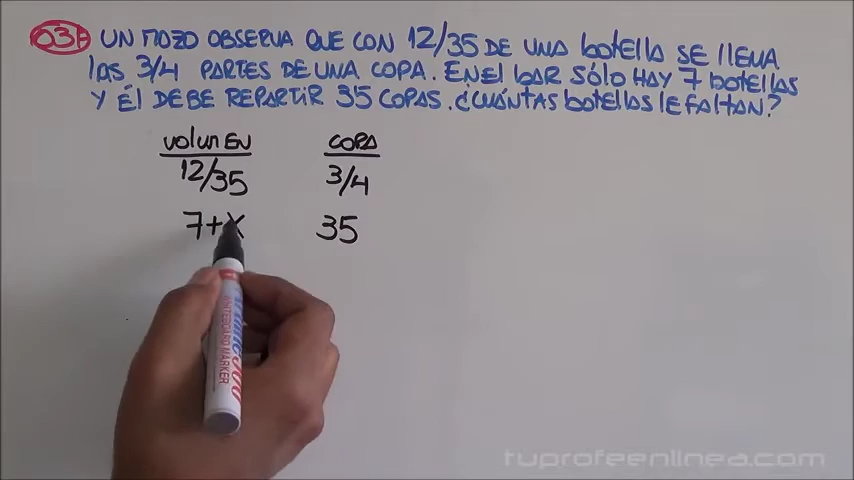 03 UN MOZO OBSERVA QUE CON 12/35 DE UNA botella SE llENA
las 3/4 PARTES DE UNA COPA. EN El bAR SÓlO HAY 7 botEllas
Y Él DEBE REPARTIR 35 COPAS. ¿CUÁNTAS botEllas lE FAltAN?
VOluMEN COPA
12/35 3/4
7+X 35
WHITEBOARD MARKER
tuprofeenlinea.com